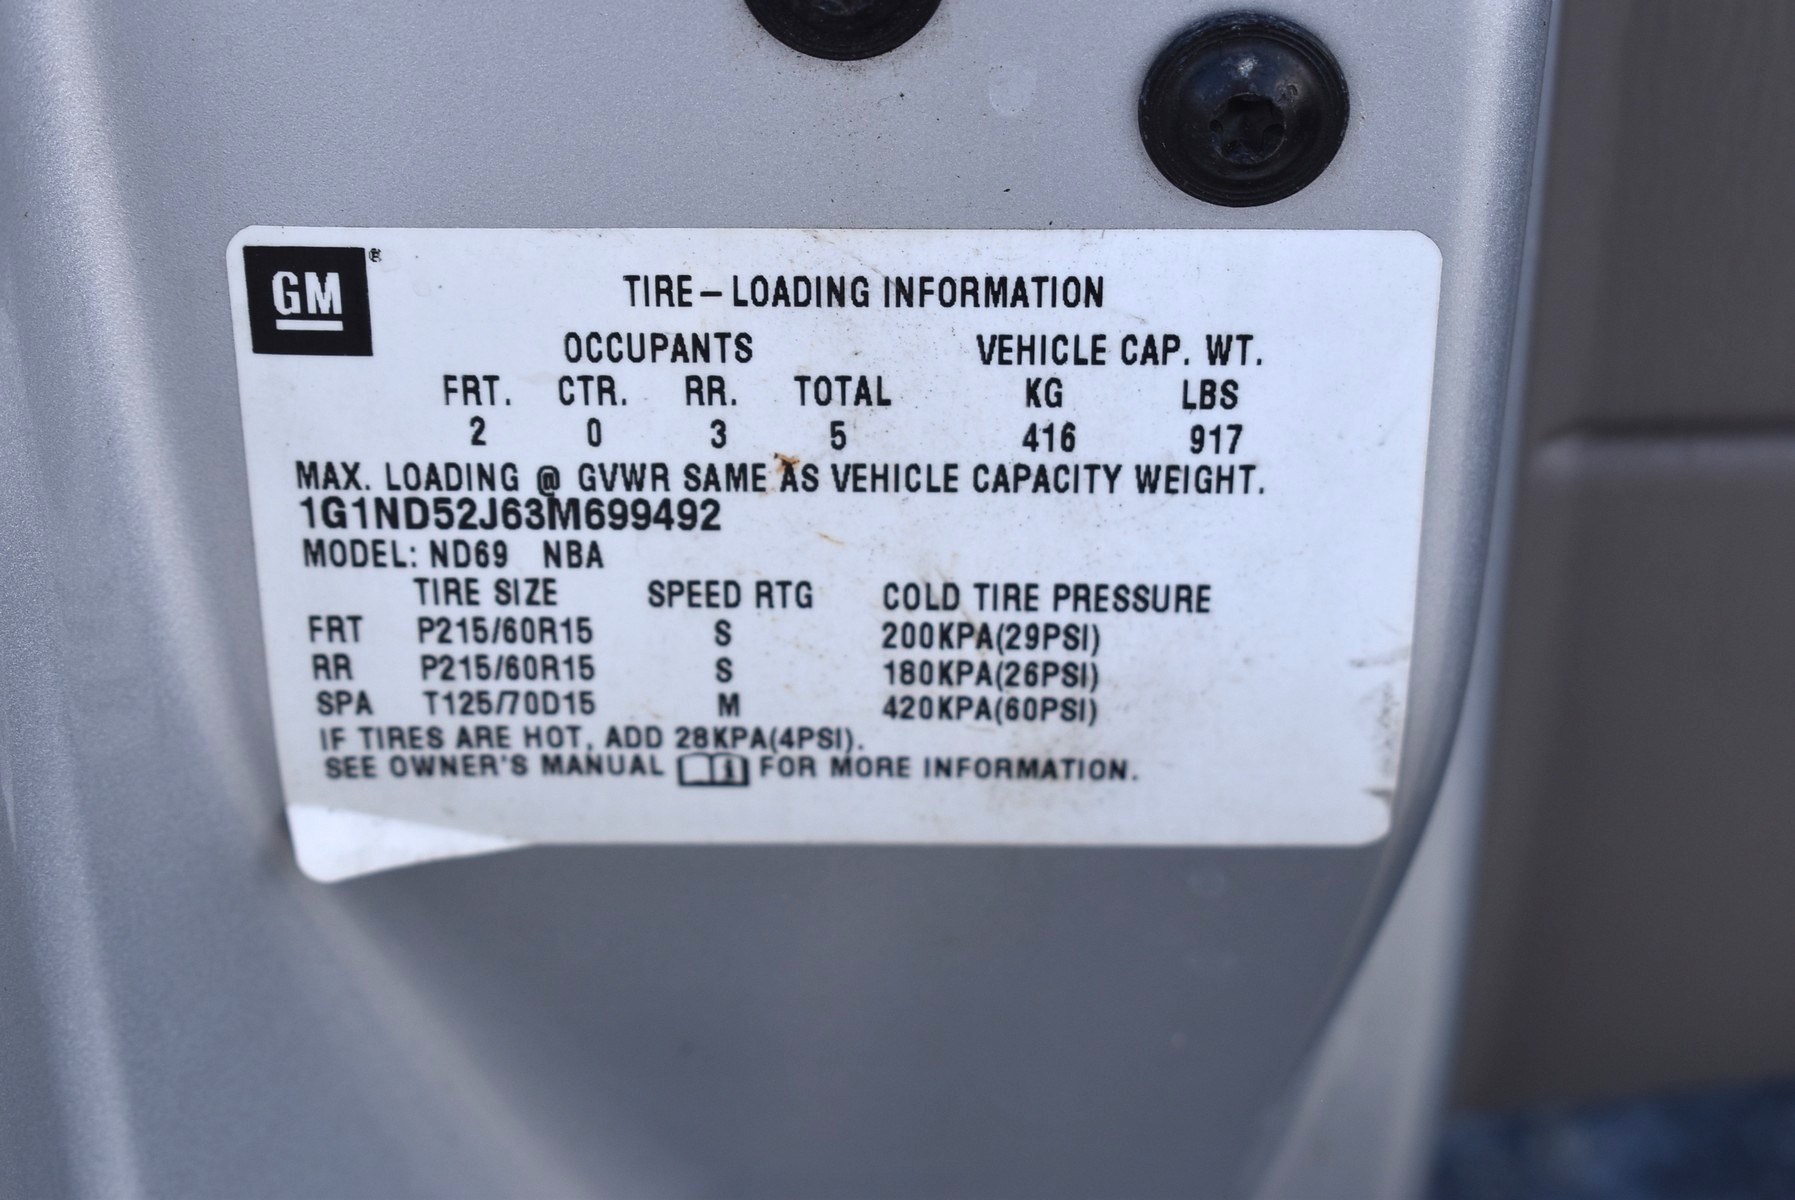 GM®
TIRE–LOADING INFORMATION
OCCUPANTS VEHICLE CAP. WT.
FRT. CTR. RR. TOTAL KG LBS
2 0 3 5 416 917
MAX. LOADING @ GVWR SAME AS VEHICLE CAPACITY WEIGHT.
1G1ND52J63M699492
MODEL: ND69 NBA
TIRE SIZE SPEED RTG COLD TIRE PRESSURE
FRT P215/60R15 S 200KPA(29PSI)
RR P215/60R15 S 180KPA(26PSI)
SPA T125/70D15 M 420KPA(60PSI)
IF TIRES ARE HOT, ADD 28KPA(4PSI).
SEE OWNER'S MANUAL i FOR MORE INFORMATION.